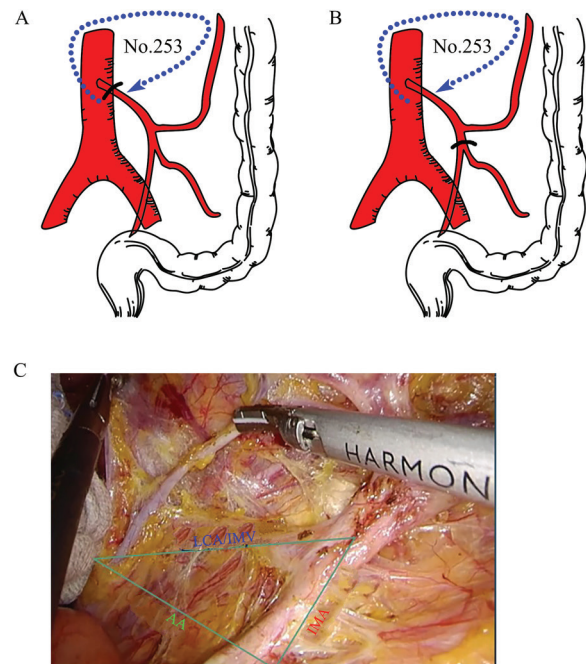 A
B
No.253
No.253
C
HARMON
LCA/IMV
AA
IMA